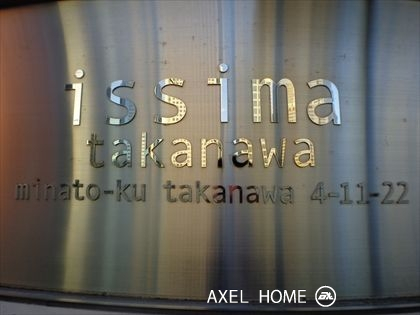 issima
takanawa
minato-ku takanawa 4-11-22
AXEL HOME